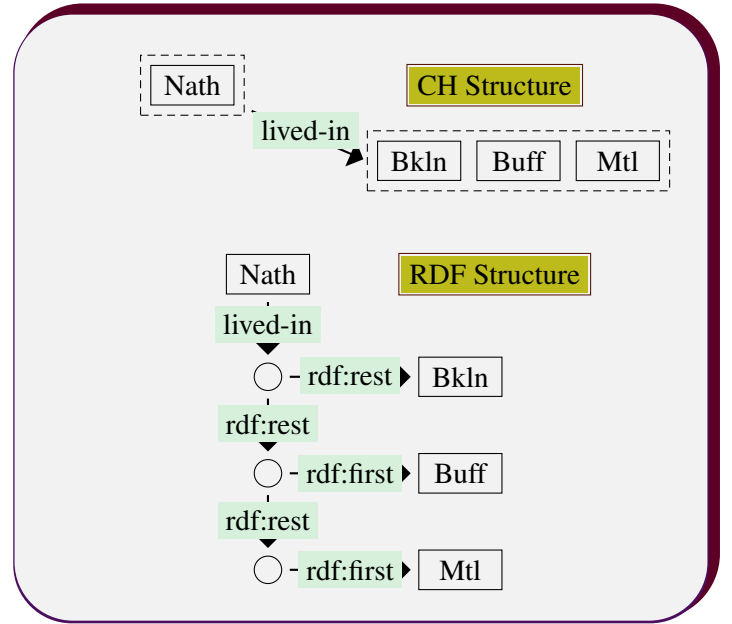 Nath
CH Structure
lived-in
Bkln
Buff
Mtl
Nath
RDF Structure
lived-in
rdf:rest
Bkln
rdf:rest
rdf:first
Buff
rdf:rest
rdf:first
Mtl